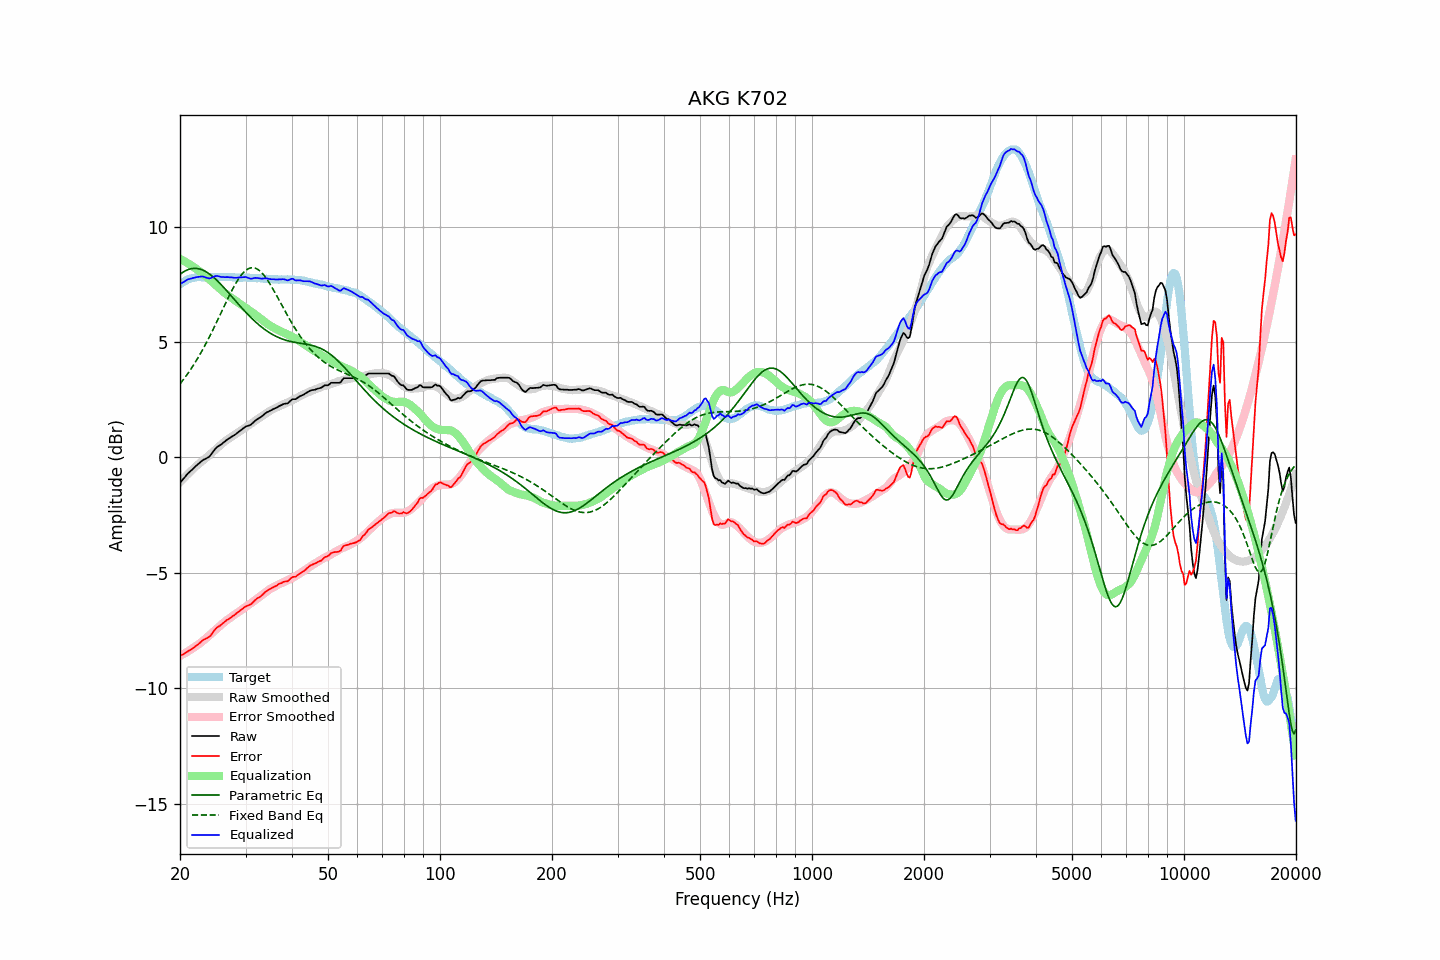 AKG K702
Amplitude (dBr)
10
5
0
−5
−10
−15
Target
Raw Smoothed
Error Smoothed
Raw
Error
Equalization
Parametric Eq
Fixed Band Eq
Equalized
20 50 100 200 500 1000 2000 5000 10000 20000
Frequency (Hz)